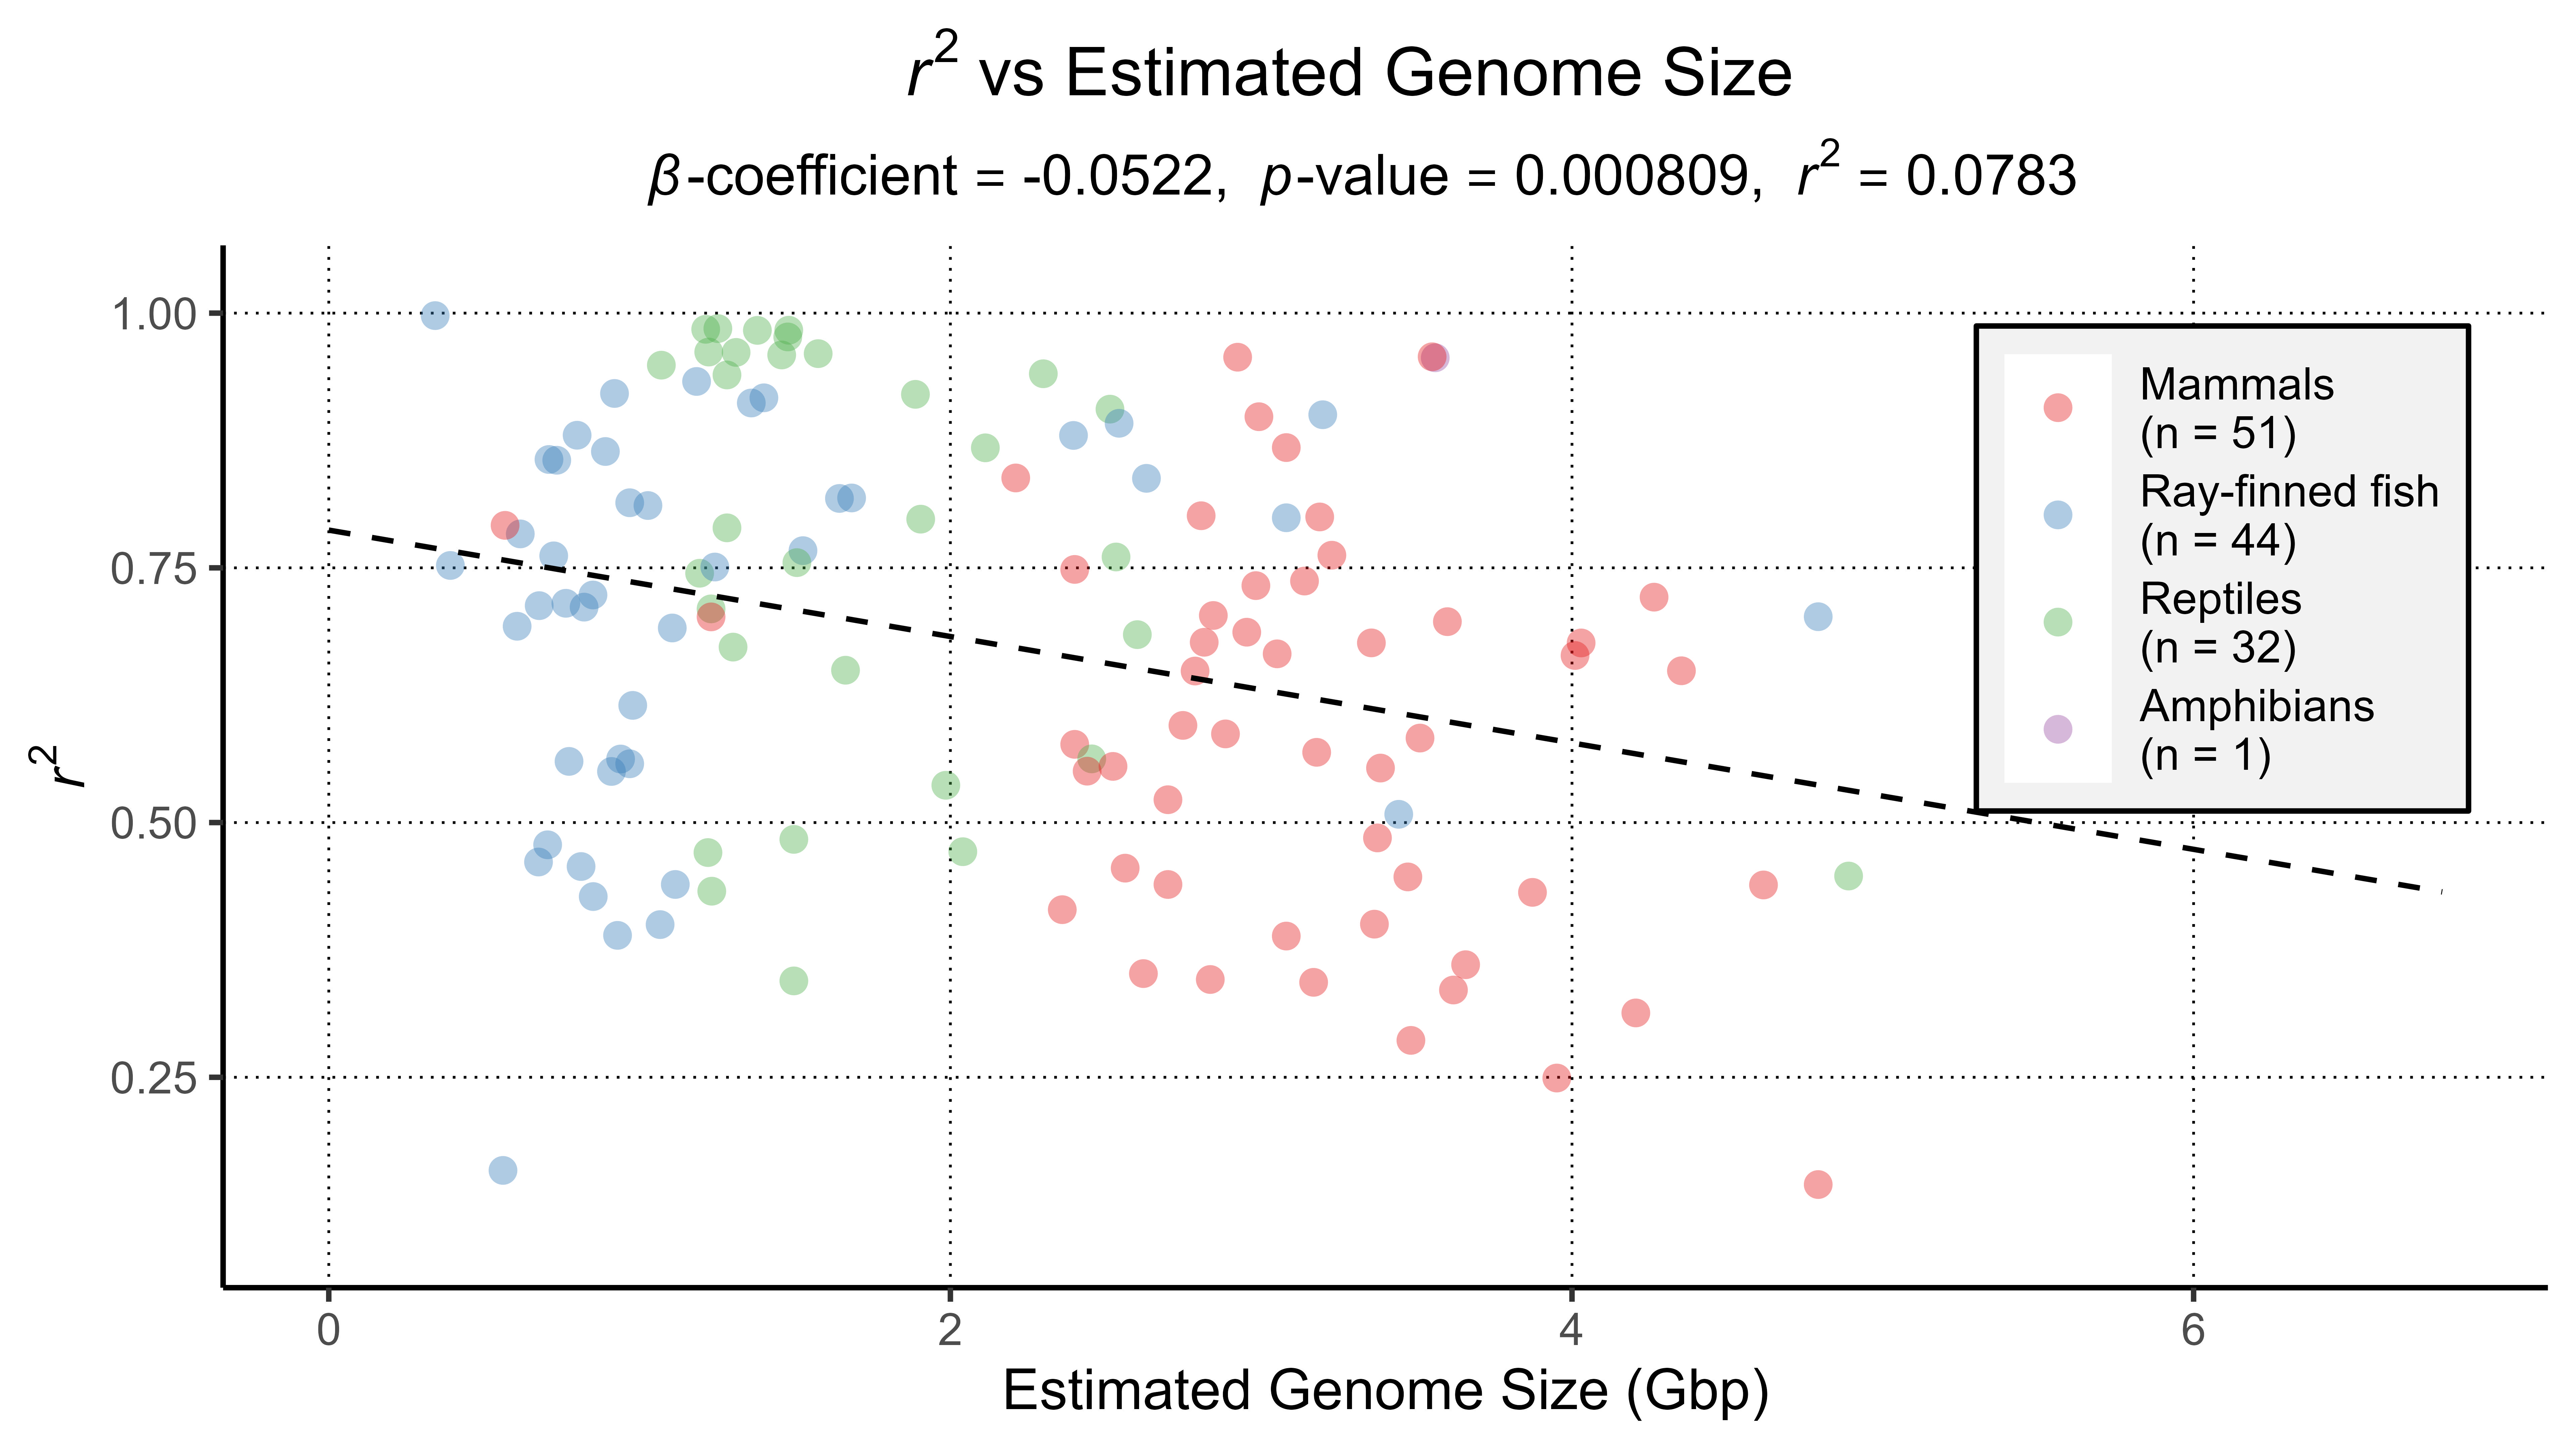 r² vs Estimated Genome Size
β-coefficient = -0.0522, p-value = 0.000809, r² = 0.0783
r²
1.00
0.75
0.50
0.25
Mammals
(n = 51)
Ray-finned fish
(n = 44)
Reptiles
(n = 32)
Amphibians
(n = 1)
0 2 4 6
Estimated Genome Size (Gbp)